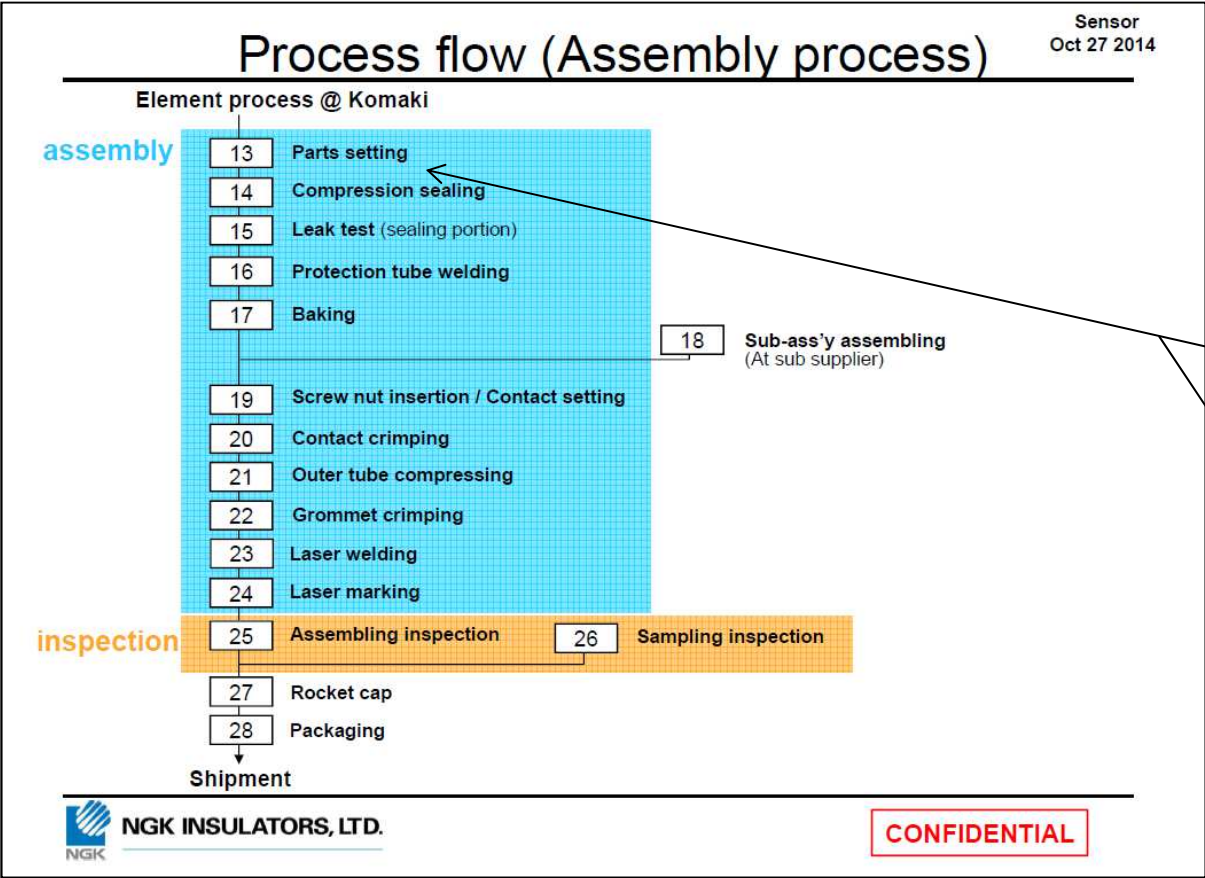 Sensor
Oct 27 2014
Process flow (Assembly process)
Element process @ Komaki
assembly
13 Parts setting
14 Compression sealing
15 Leak test (sealing portion)
16 Protection tube welding
17 Baking
18 Sub-ass'y assembling
(At sub supplier)
19 Screw nut insertion / Contact setting
20 Contact crimping
21 Outer tube compressing
22 Grommet crimping
23 Laser welding
24 Laser marking
inspection
25 Assembling inspection 26 Sampling inspection
27 Rocket cap
28 Packaging
Shipment
NGK INSULATORS, LTD.
NGK
CONFIDENTIAL